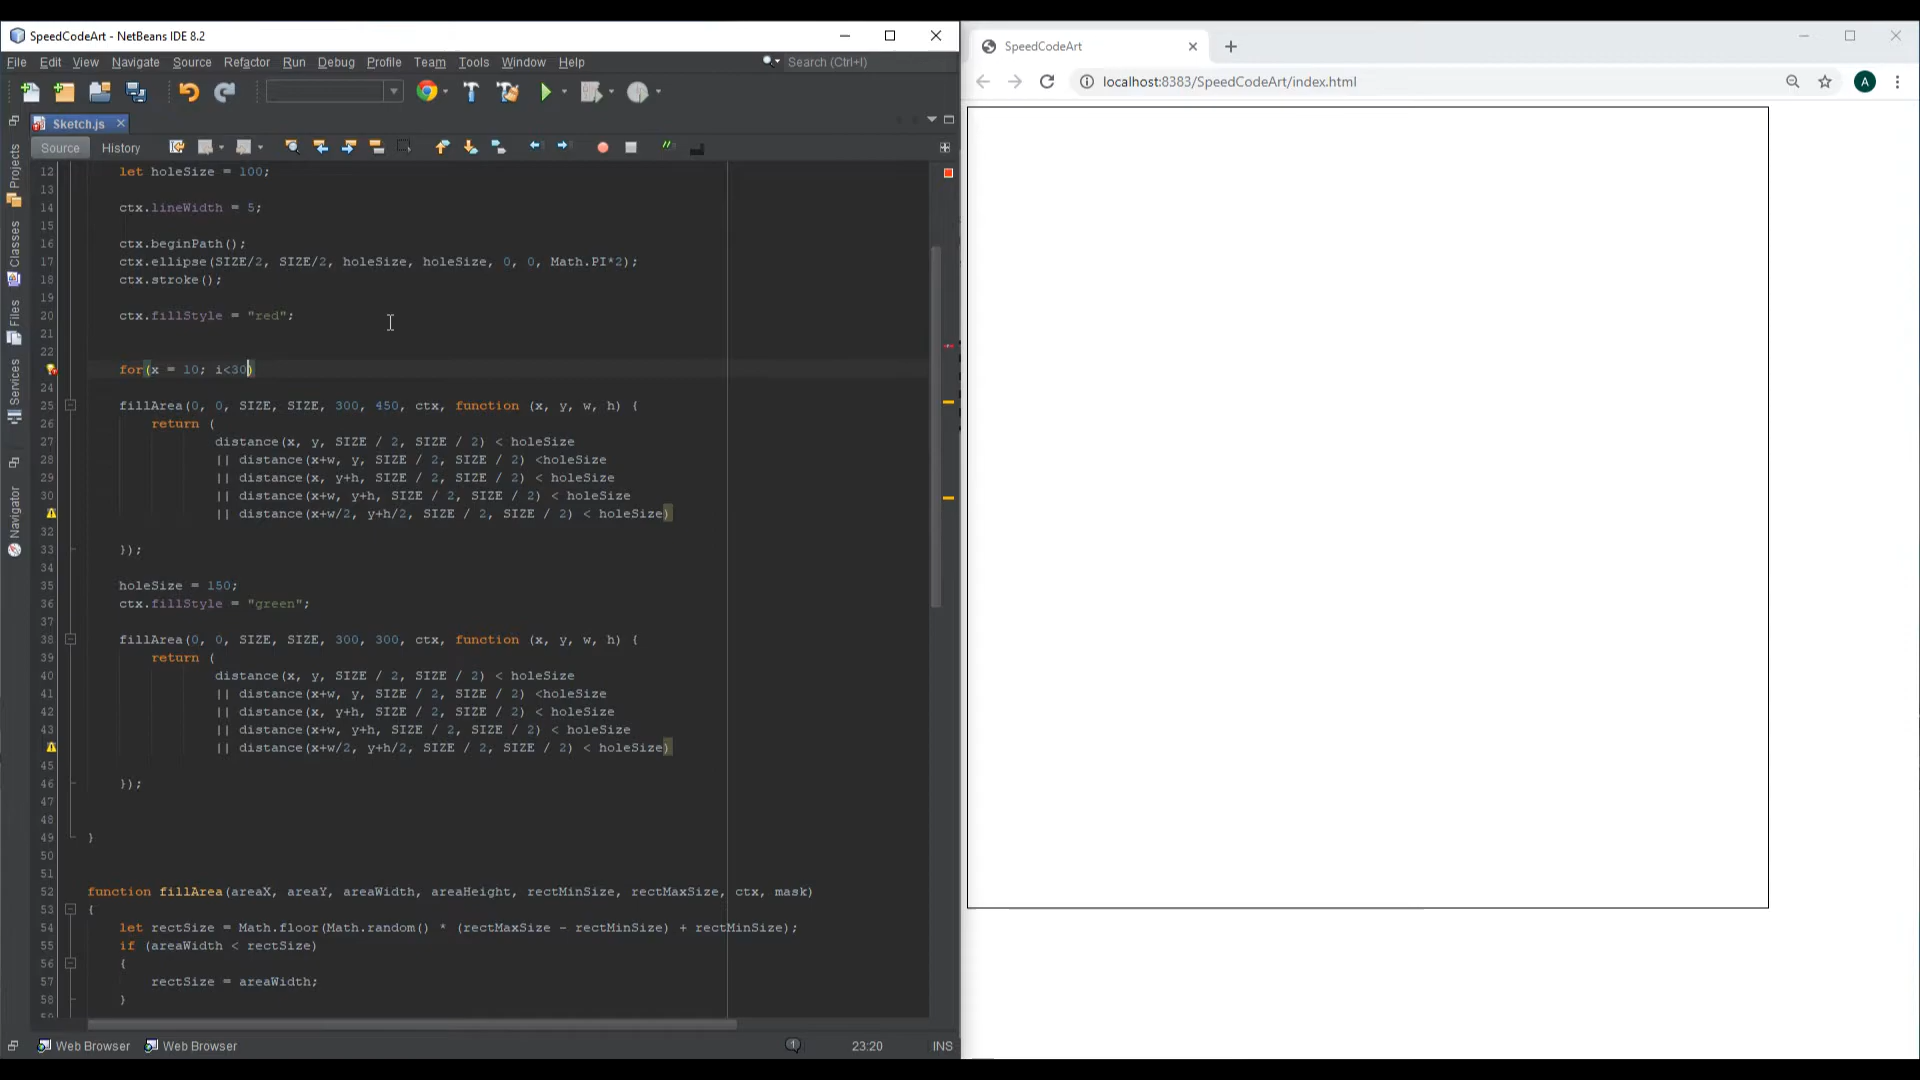 SpeedCodeArt - NetBeans IDE 8.2
File Edit View Navigate Source Refactor Run Debug Profile Team Tools Window Help
Search (Ctrl+I)
Sketch.js
Source History
Projects
Classes
Files
Services
Navigator
12 let holeSize = 100;
13
14 ctx.lineWidth = 5;
15
16 ctx.beginPath();
17 ctx.ellipse(SIZE/2, SIZE/2, holeSize, holeSize, 0, 0, Math.PI*2);
18 ctx.stroke();
19
20 ctx.fillStyle = "red";
21
22
for(x = 10; i<30)
24
25 fillArea(0, 0, SIZE, SIZE, 300, 450, ctx, function (x, y, w, h) {
26 return (
27 distance(x, y, SIZE / 2, SIZE / 2) < holeSize
28 || distance(x+w, y, SIZE / 2, SIZE / 2) <holeSize
29 || distance(x, y+h, SIZE / 2, SIZE / 2) < holeSize
30 || distance(x+w, y+h, SIZE / 2, SIZE / 2) < holeSize
|| distance(x+w/2, y+h/2, SIZE / 2, SIZE / 2) < holeSize)
32
33 });
34
35 holeSize = 150;
36 ctx.fillStyle = "green";
37
38 fillArea(0, 0, SIZE, SIZE, 300, 300, ctx, function (x, y, w, h) {
39 return (
40 distance(x, y, SIZE / 2, SIZE / 2) < holeSize
41 || distance(x+w, y, SIZE / 2, SIZE / 2) <holeSize
42 || distance(x, y+h, SIZE / 2, SIZE / 2) < holeSize
43 || distance(x+w, y+h, SIZE / 2, SIZE / 2) < holeSize
|| distance(x+w/2, y+h/2, SIZE / 2, SIZE / 2) < holeSize)
45
46 });
47
48
49 }
50
51
52 function fillArea(areaX, areaY, areaWidth, areaHeight, rectMinSize, rectMaxSize, ctx, mask)
53 {
54 let rectSize = Math.floor(Math.random() * (rectMaxSize - rectMinSize) + rectMinSize);
55 if (areaWidth < rectSize)
56 {
57 rectSize = areaWidth;
58 }
Web Browser Web Browser
1
23:20 INS
SpeedCodeArt
localhost:8383/SpeedCodeArt/index.html
A